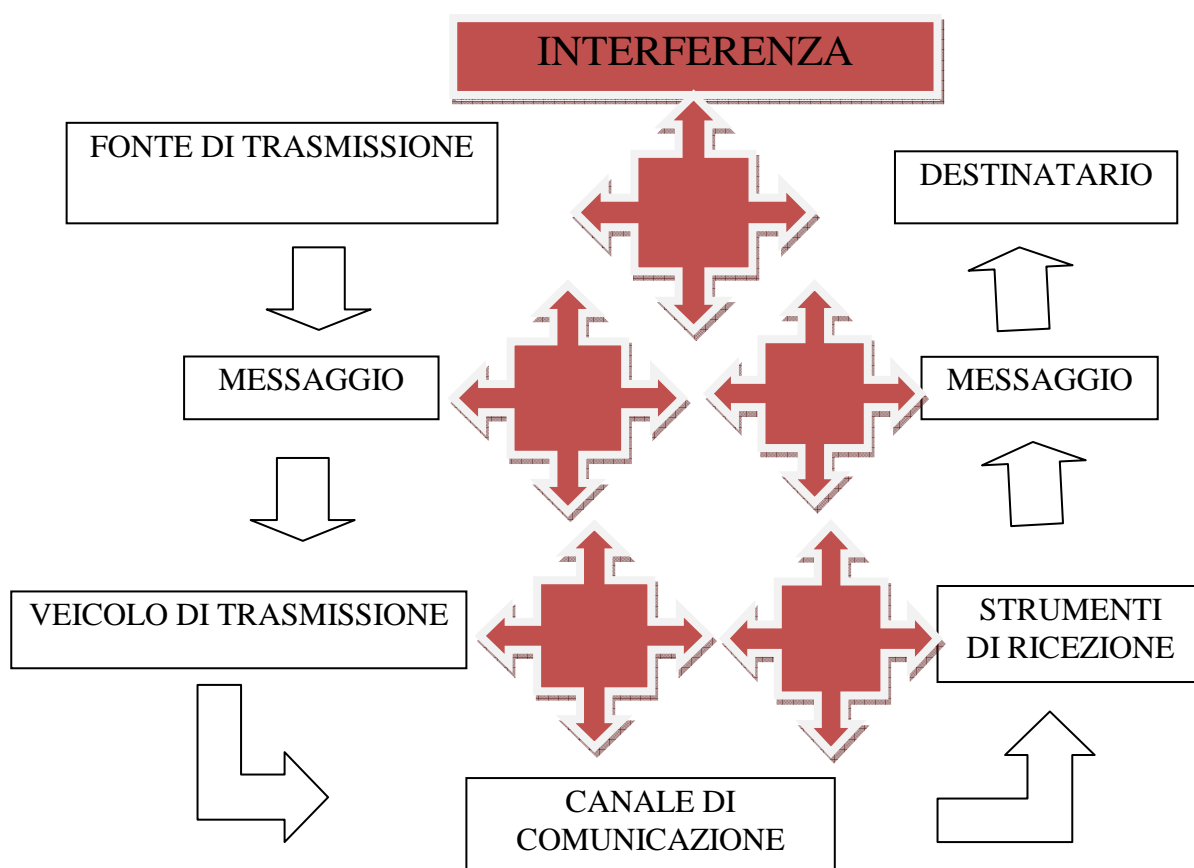 INTERFERENZA
FONTE DI TRASMISSIONE
DESTINATARIO
MESSAGGIO
MESSAGGIO
VEICOLO DI TRASMISSIONE
STRUMENTI
DI RICEZIONE
CANALE DI
COMUNICAZIONE